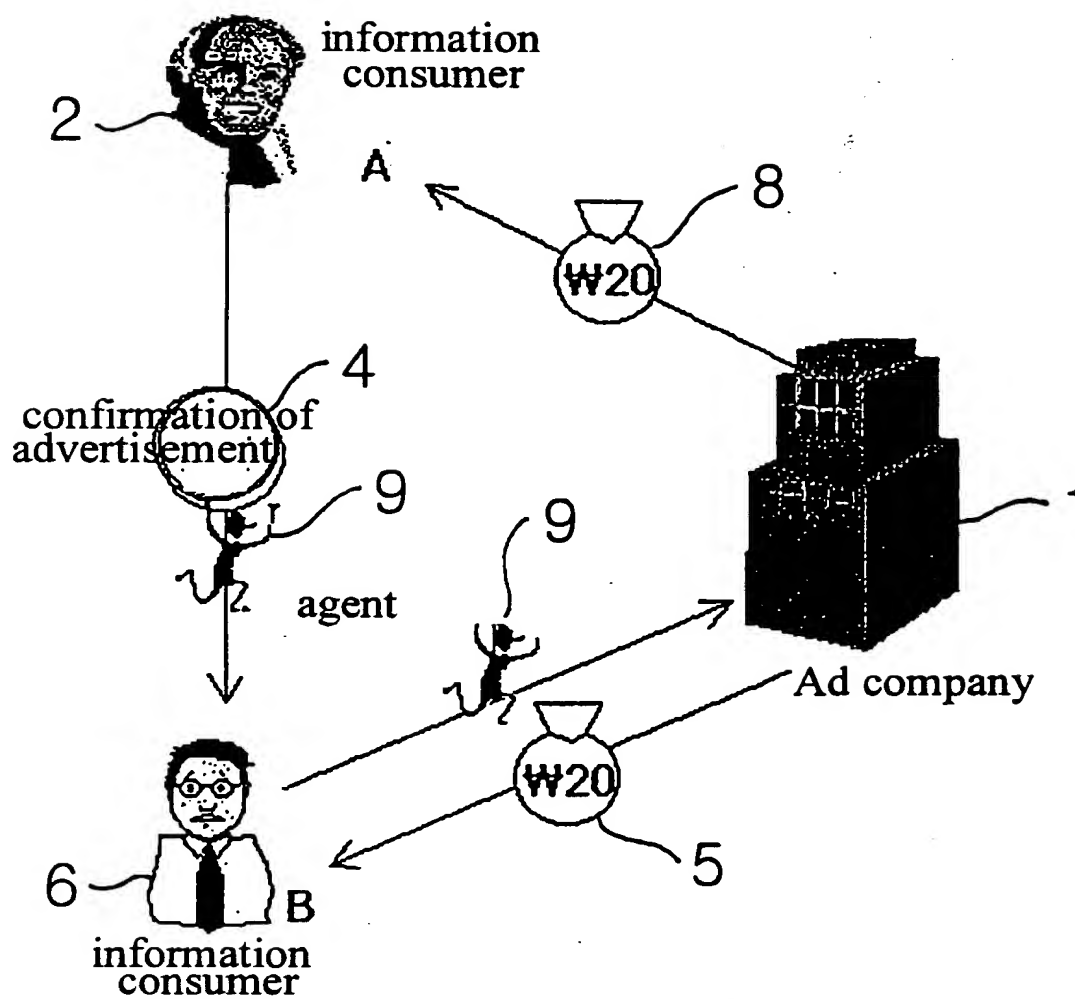 information
consumer
2
A
8
₩20
4
confirmation of
advertisement
9
9
agent
Ad company
₩20
5
6
B
information
consumer